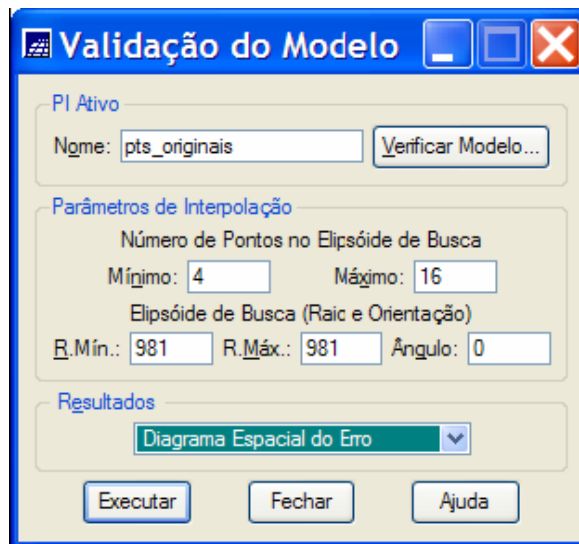 Validação do Modelo
PI Ativo
Nome: pts_originais Verificar Modelo...
Parâmetros de Interpolação
Número de Pontos no Elipsóide de Busca
Mínimo: 4 Máximo: 16
Elipsóide de Busca (Raio e Orientação)
R.Mín.: 981 R.Máx.: 981 Ângulo: 0
Resultados
Diagrama Espacial do Erro
Executar Fechar Ajuda